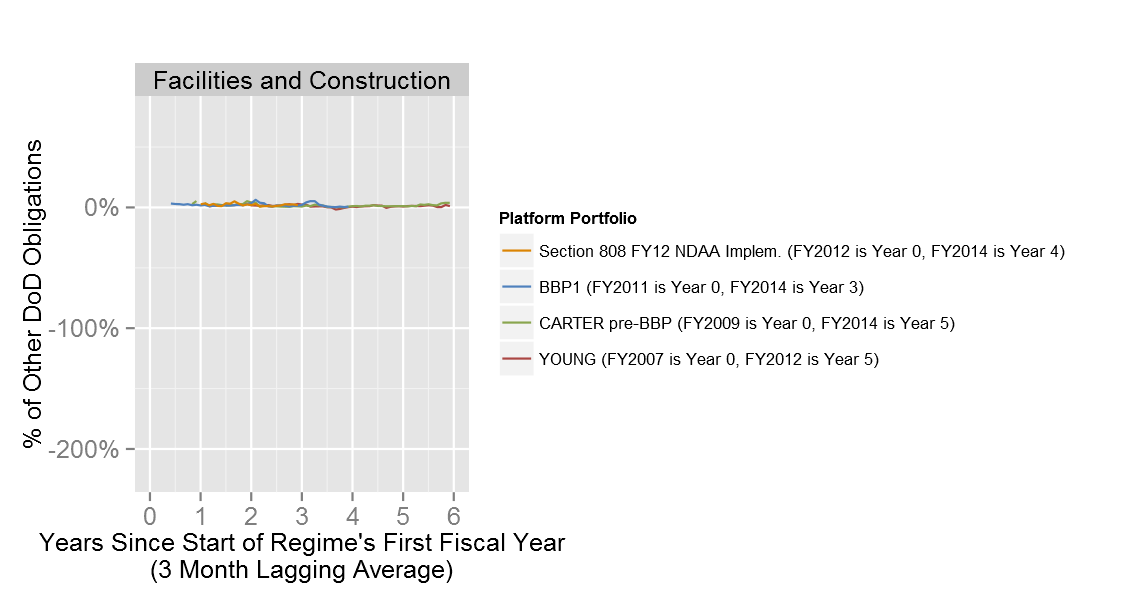 Facilities and Construction
% of Other DoD Obligations
0%
-100%
-200%
0 1 2 3 4 5 6
Years Since Start of Regime's First Fiscal Year
(3 Month Lagging Average)
Platform Portfolio
Section 808 FY12 NDAA Implem. (FY2012 is Year 0, FY2014 is Year 4)
BBP1 (FY2011 is Year 0, FY2014 is Year 3)
CARTER pre-BBP (FY2009 is Year 0, FY2014 is Year 5)
YOUNG (FY2007 is Year 0, FY2012 is Year 5)